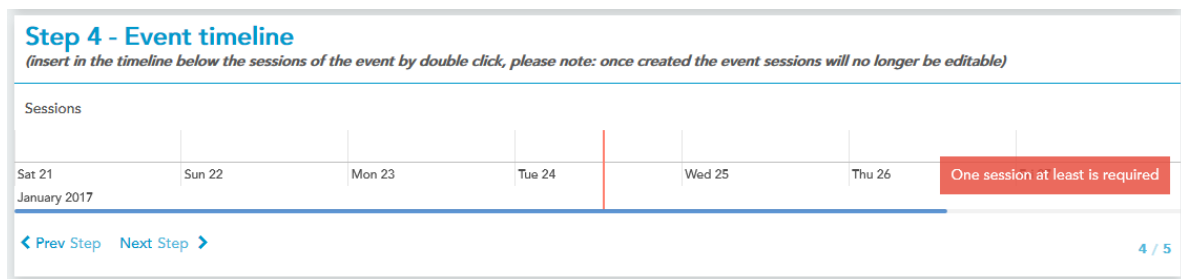 Step 4 - Event timeline
(insert in the timeline below the sessions of the event by double click, please note: once created the event sessions will no longer be editable)
Sessions
Sat 21 Sun 22 Mon 23 Tue 24 Wed 25 Thu 26
One session at least is required
January 2017
Prev Step Next Step
4 / 5